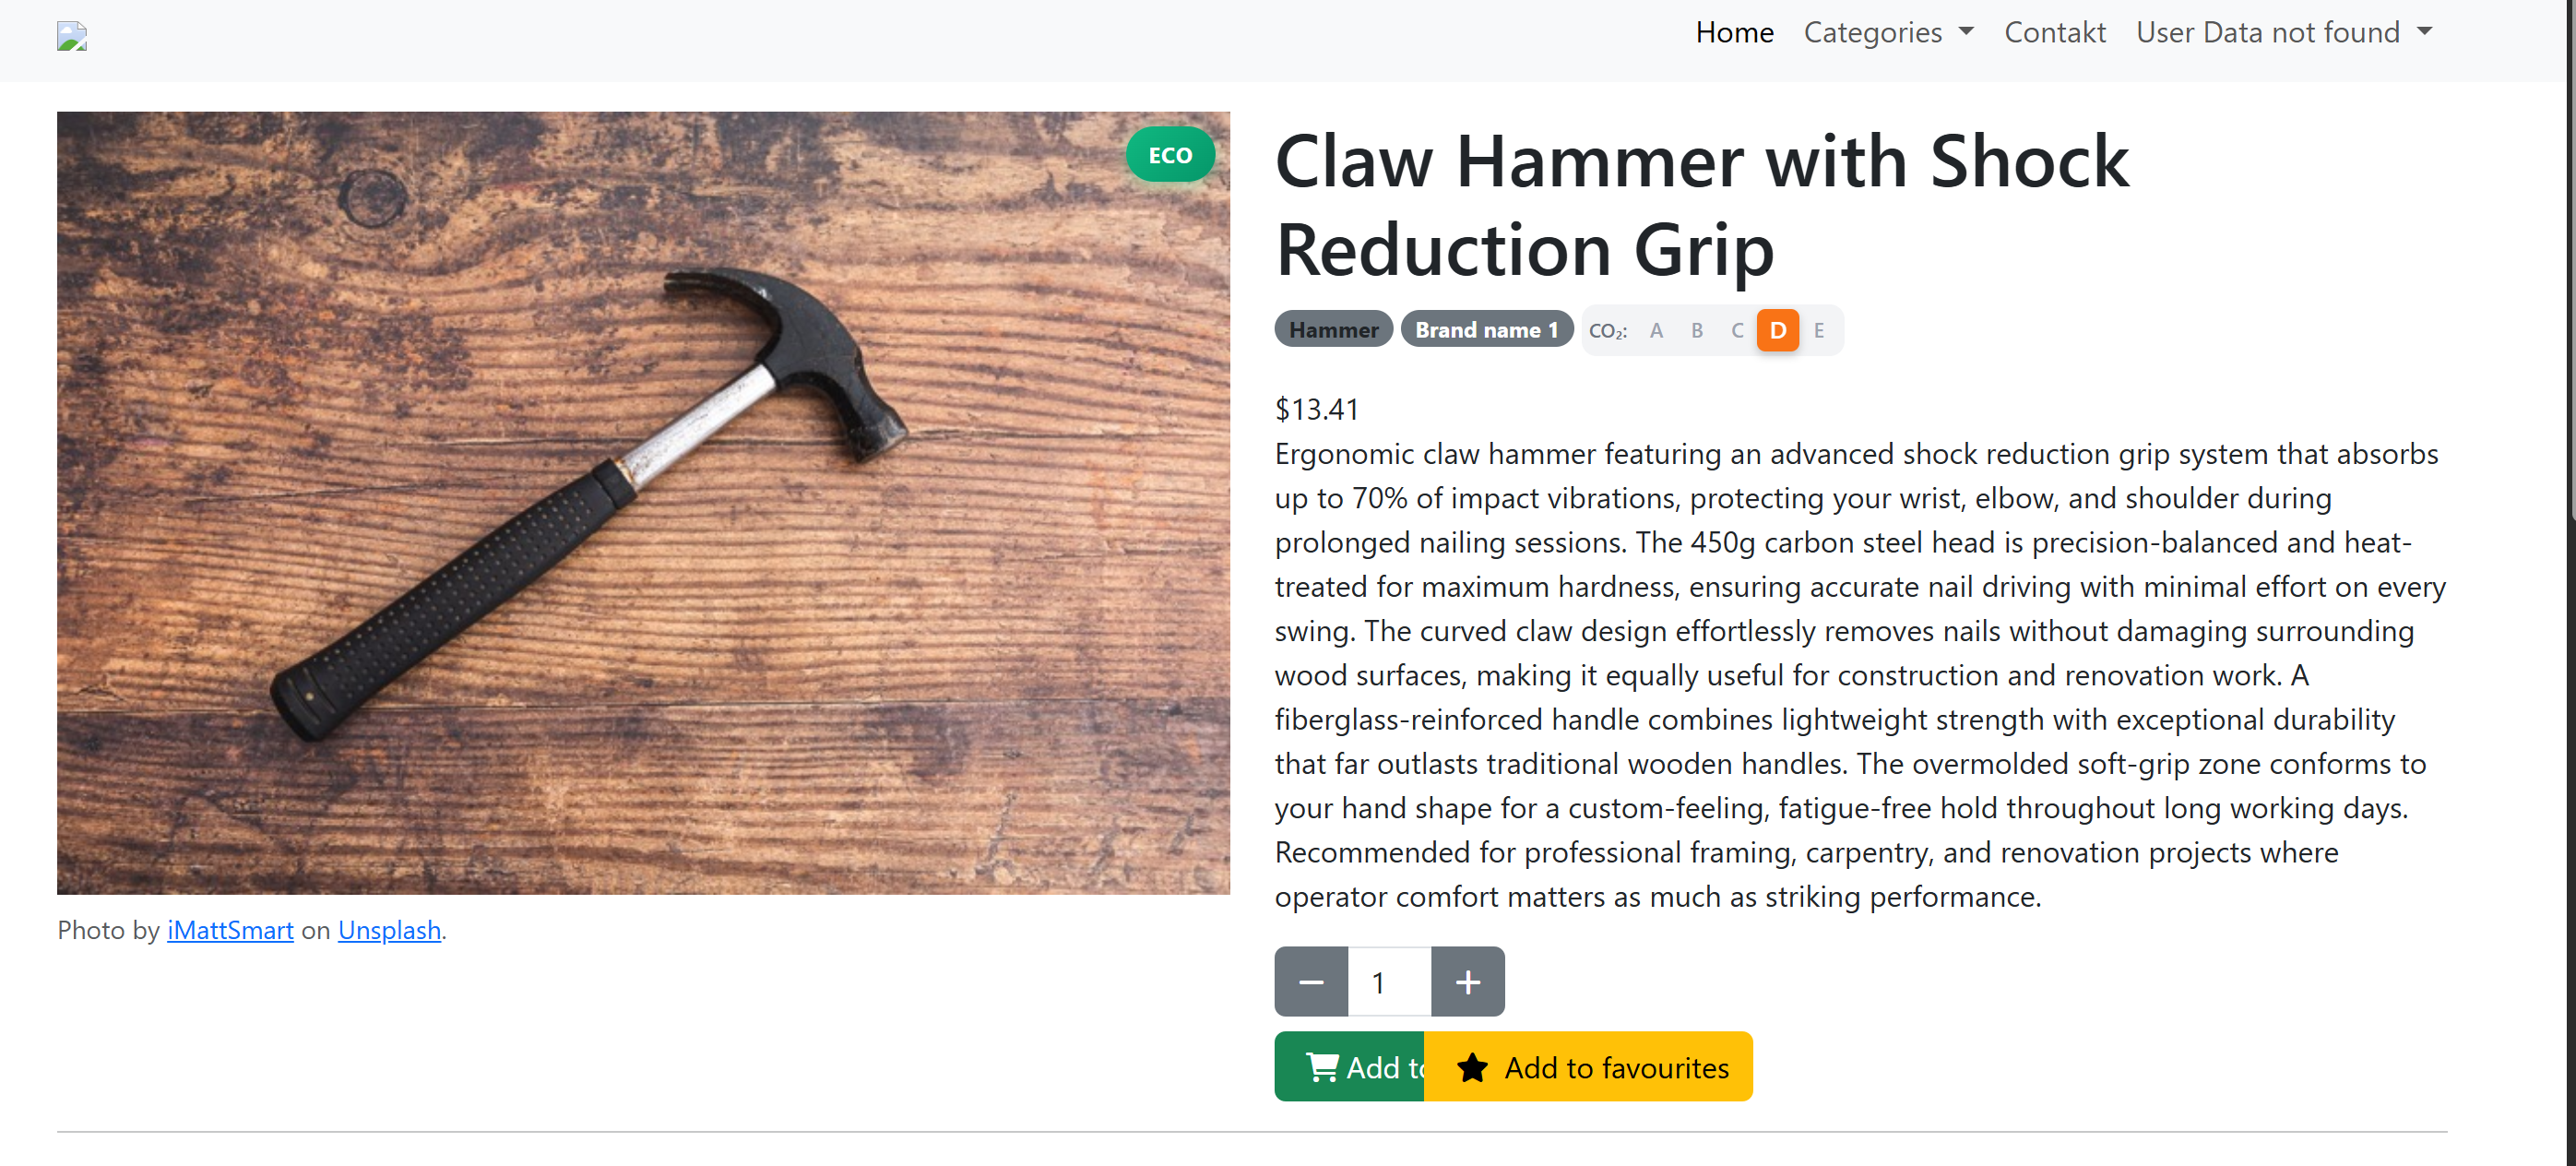 Home Categories Contakt User Data not found
ECO
Claw Hammer with Shock
Reduction Grip
Hammer Brand name 1 CO₂: A B C D E
$13.41
Ergonomic claw hammer featuring an advanced shock reduction grip system that absorbs
up to 70% of impact vibrations, protecting your wrist, elbow, and shoulder during
prolonged nailing sessions. The 450g carbon steel head is precision-balanced and heat-
treated for maximum hardness, ensuring accurate nail driving with minimal effort on every
swing. The curved claw design effortlessly removes nails without damaging surrounding
wood surfaces, making it equally useful for construction and renovation work. A
fiberglass-reinforced handle combines lightweight strength with exceptional durability
that far outlasts traditional wooden handles. The overmolded soft-grip zone conforms to
your hand shape for a custom-feeling, fatigue-free hold throughout long working days.
Recommended for professional framing, carpentry, and renovation projects where
operator comfort matters as much as striking performance.
Photo by iMattSmart on Unsplash.
1
Add to Add to favourites